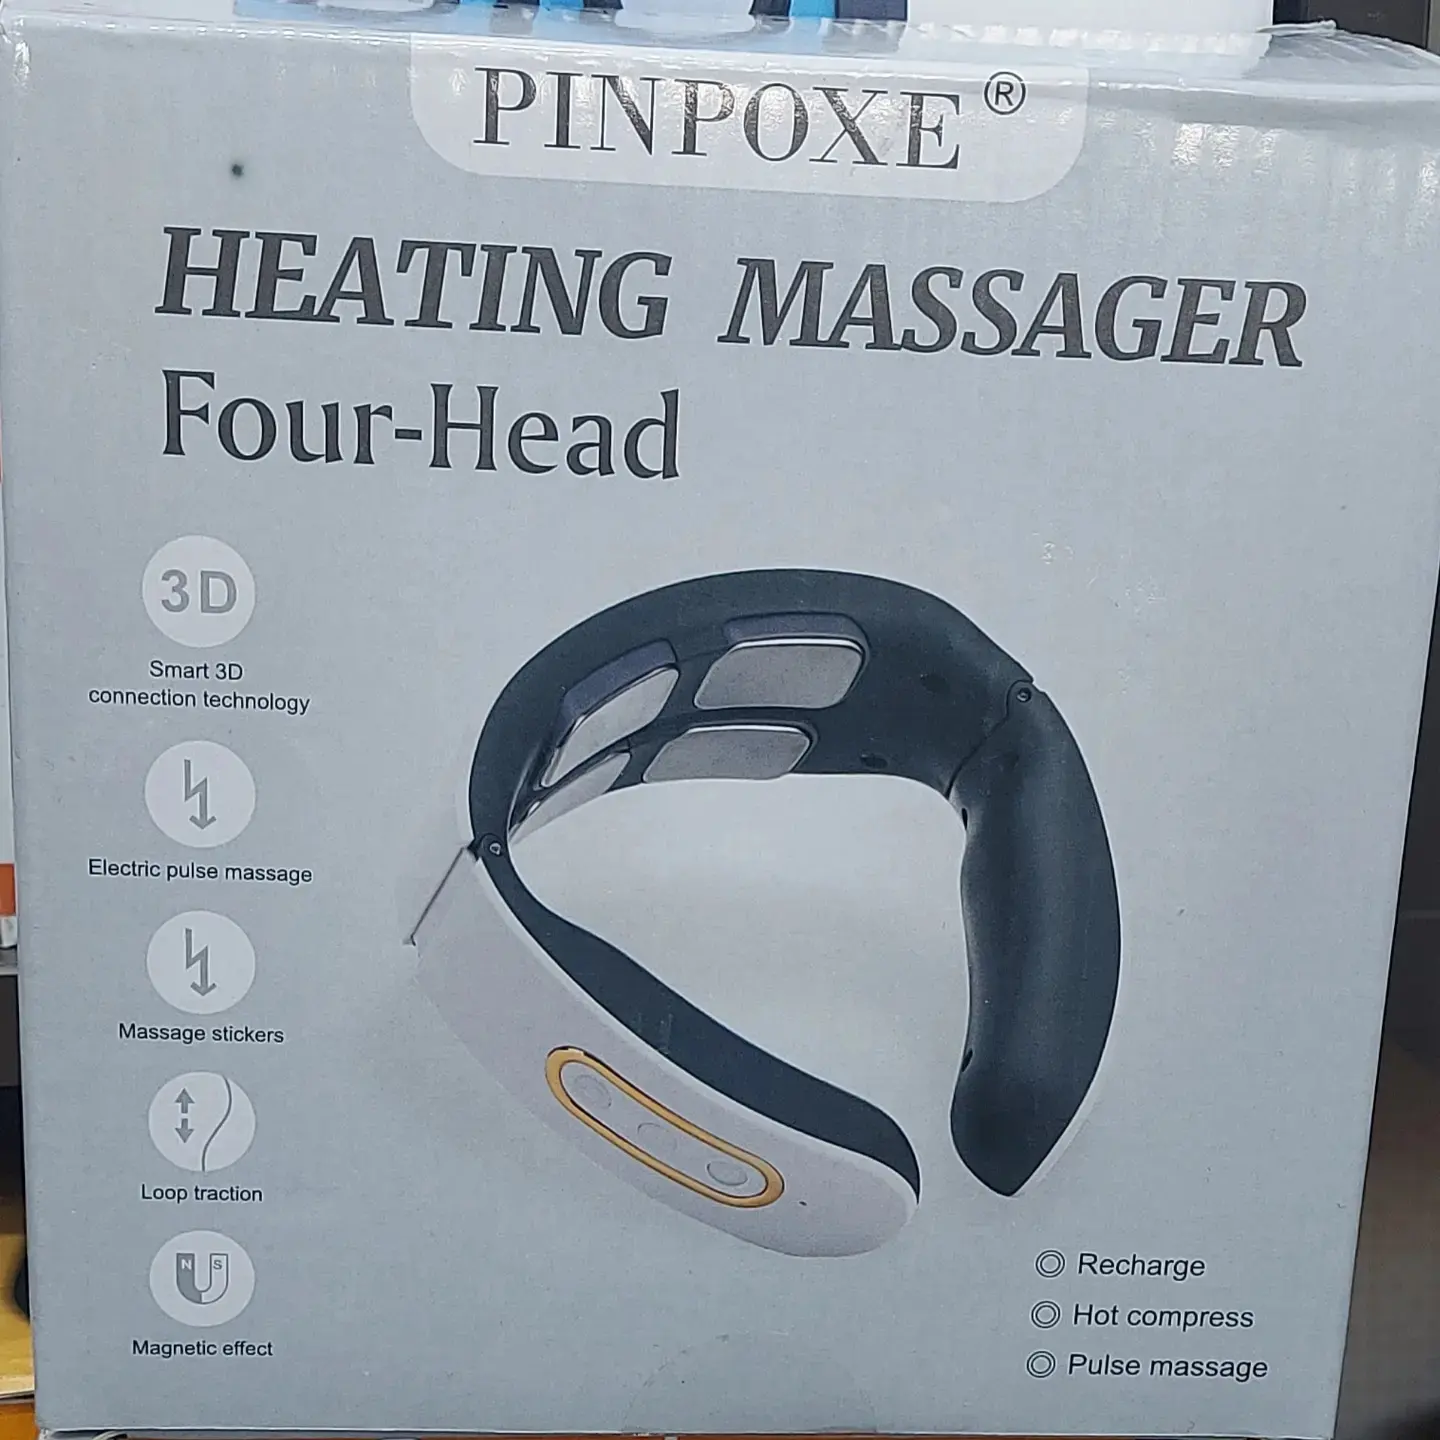 PINPOXE®
HEATING MASSAGER
Four-Head
3D
Smart 3D
connection technology
Electric pulse massage
Massage stickers
Loop traction
N S
Magnetic effect
Recharge
Hot compress
Pulse massage